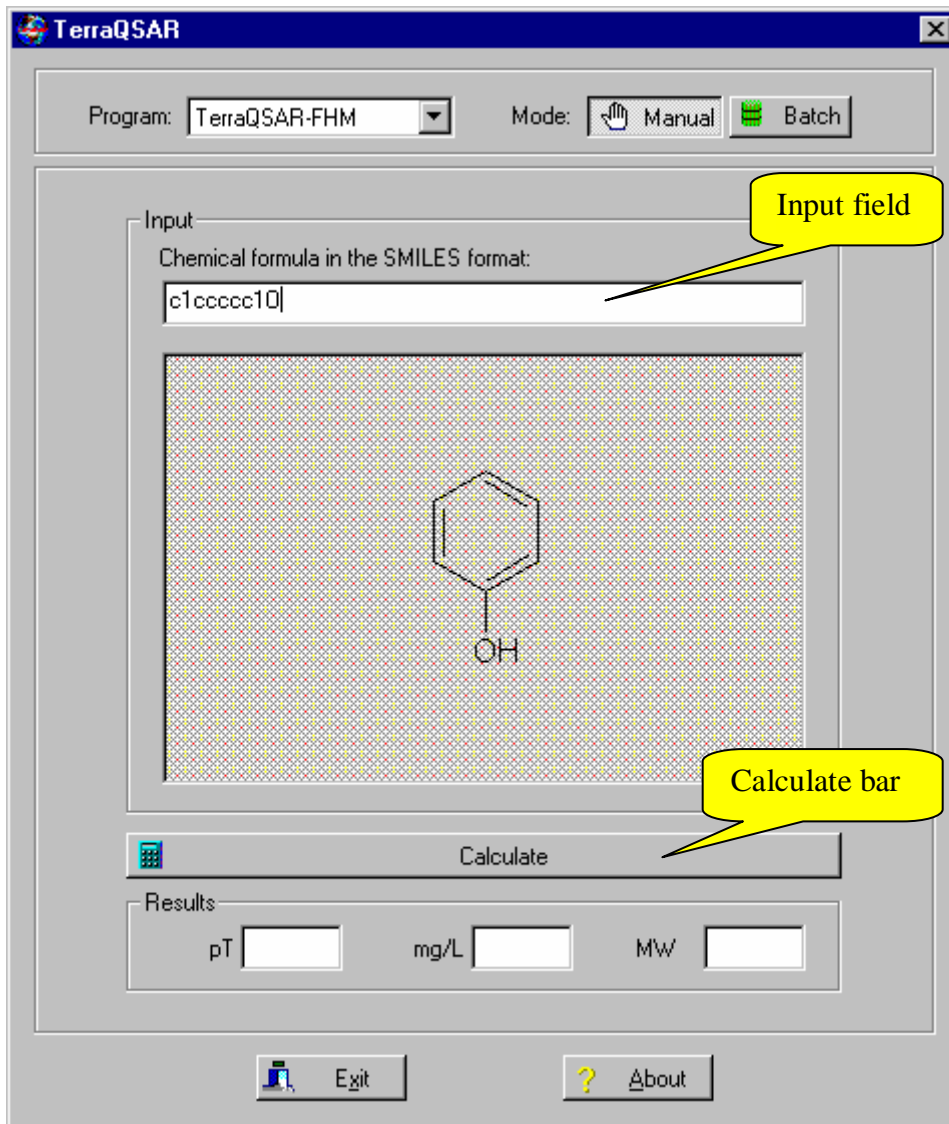 TerraQSAR
Program: TerraQSAR-FHM Mode: Manual Batch
Input field
Input
Chemical formula in the SMILES format:
c1ccccc1O
OH
Calculate bar
Calculate
Results
pT mg/L MW
Exit ? About